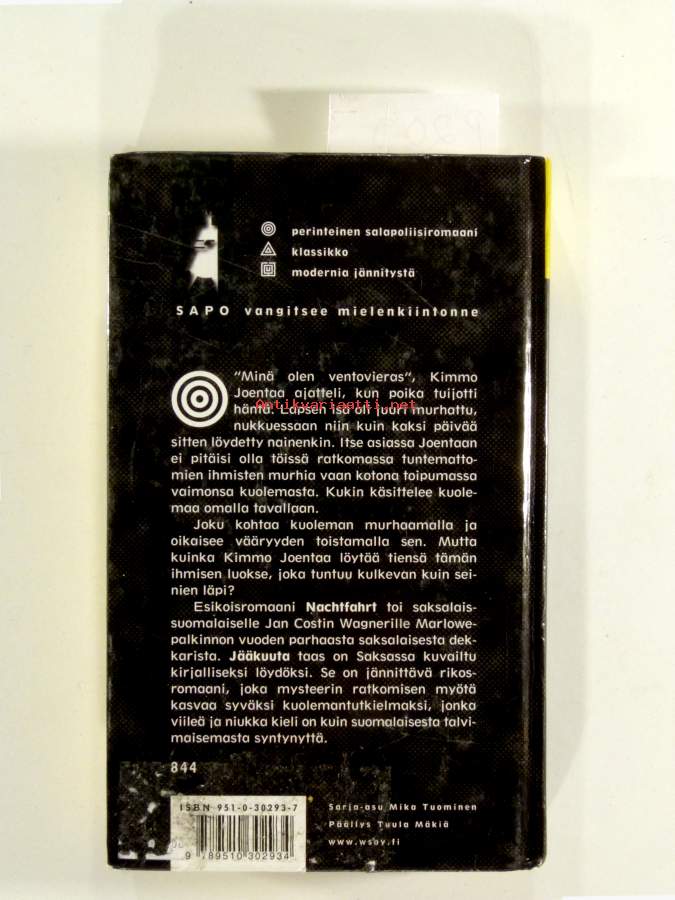 perinteinen salapoliisiromaani
klassikko
modernia jännitystä
SAPO vangitsee mielenkiintonne
"Minä olen ventovieras", Kimmo
Joentaa ajatteli, kun poika tuijotti
häntä. Lapsen isä oli juuri murhattu,
Antikvariaatti.net
nukkuessaan niin kuin kaksi päivää
sitten löydetty nainenkin. Itse asiassa Joentaan
ei pitäisi olla töissä ratkomassa tuntematto-
mien ihmisten murhia vaan kotona toipumassa
vaimonsa kuolemasta. Kukin käsittelee kuole-
maa omalla tavallaan.
Joku kohtaa kuoleman murhaamalla ja
oikaisee vääryyden toistamalla sen. Mutta
kuinka Kimmo Joentaa löytää tiensä tämän
ihmisen luokse, joka tuntuu kulkevan kuin sei-
nien läpi?
Esikoisromaani Nachtfahrt toi saksalais-
suomalaiselle Jan Costin Wagnerille Marlowe-
palkinnon vuoden parhaasta saksalaisesta dek-
karista. Jääkuuta taas on Saksassa kuvailtu
kirjalliseksi löydöksi. Se on jännittävä rikos-
romaani, joka mysteerin ratkomisen myötä
kasvaa syväksi kuolemantutkielmaksi, jonka
viileä ja niukka kieli on kuin suomalaisesta talvi-
maisemasta syntynyttä.
844
ISBN 951-0-30293-7
9 789510 302934
Sarja-asu Mika Tuominen
Päällys Tuula Mäkiä
www.wsoy.fi